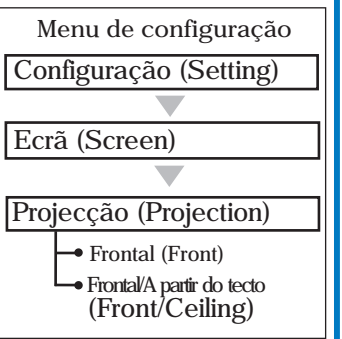 Menu de configuração
Configuração (Setting)
Ecrã (Screen)
Projecção (Projection)
Frontal (Front)
Frontal/A partir do tecto
(Front/Ceiling)